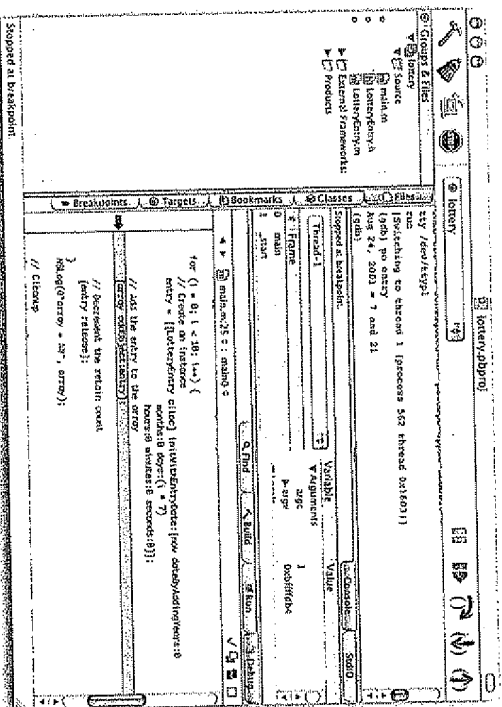 lottery.pbproj
lottery
Groups & Files
lottery
Source
main.m
LotteryEntry.h
LotteryEntry.m
External Frameworks
Products
Files
Classes
Bookmarks
Targets
Breakpoints
Console
StdIO
tty /dev/ttyp1
run
[Switching to thread 1 (process 562 thread 0x1603)]
(gdb) po entry
Aug 24, 2001 = 7 and 21
(gdb)
Stopped at breakpoint.
Thread-1
Frame
0 main
1 _start
Variable Value
Arguments
argc 1
argv
Find
Build
Run
Debug
main.m:25 : main()
for (i = 0; i < 10; i++) {
// Create an instance
entry = [[LotteryEntry alloc] initWithEntryDate:[now dateByAddingYears:0
months:0 days:(i * 7)
hours:0 minutes:0 seconds:0]];
// Add the entry to the array
[array addObject:entry];
// Decrement the retain count
[entry release];
}
NSLog(@"array = %@", array);
// Cleanup
Stopped at breakpoint